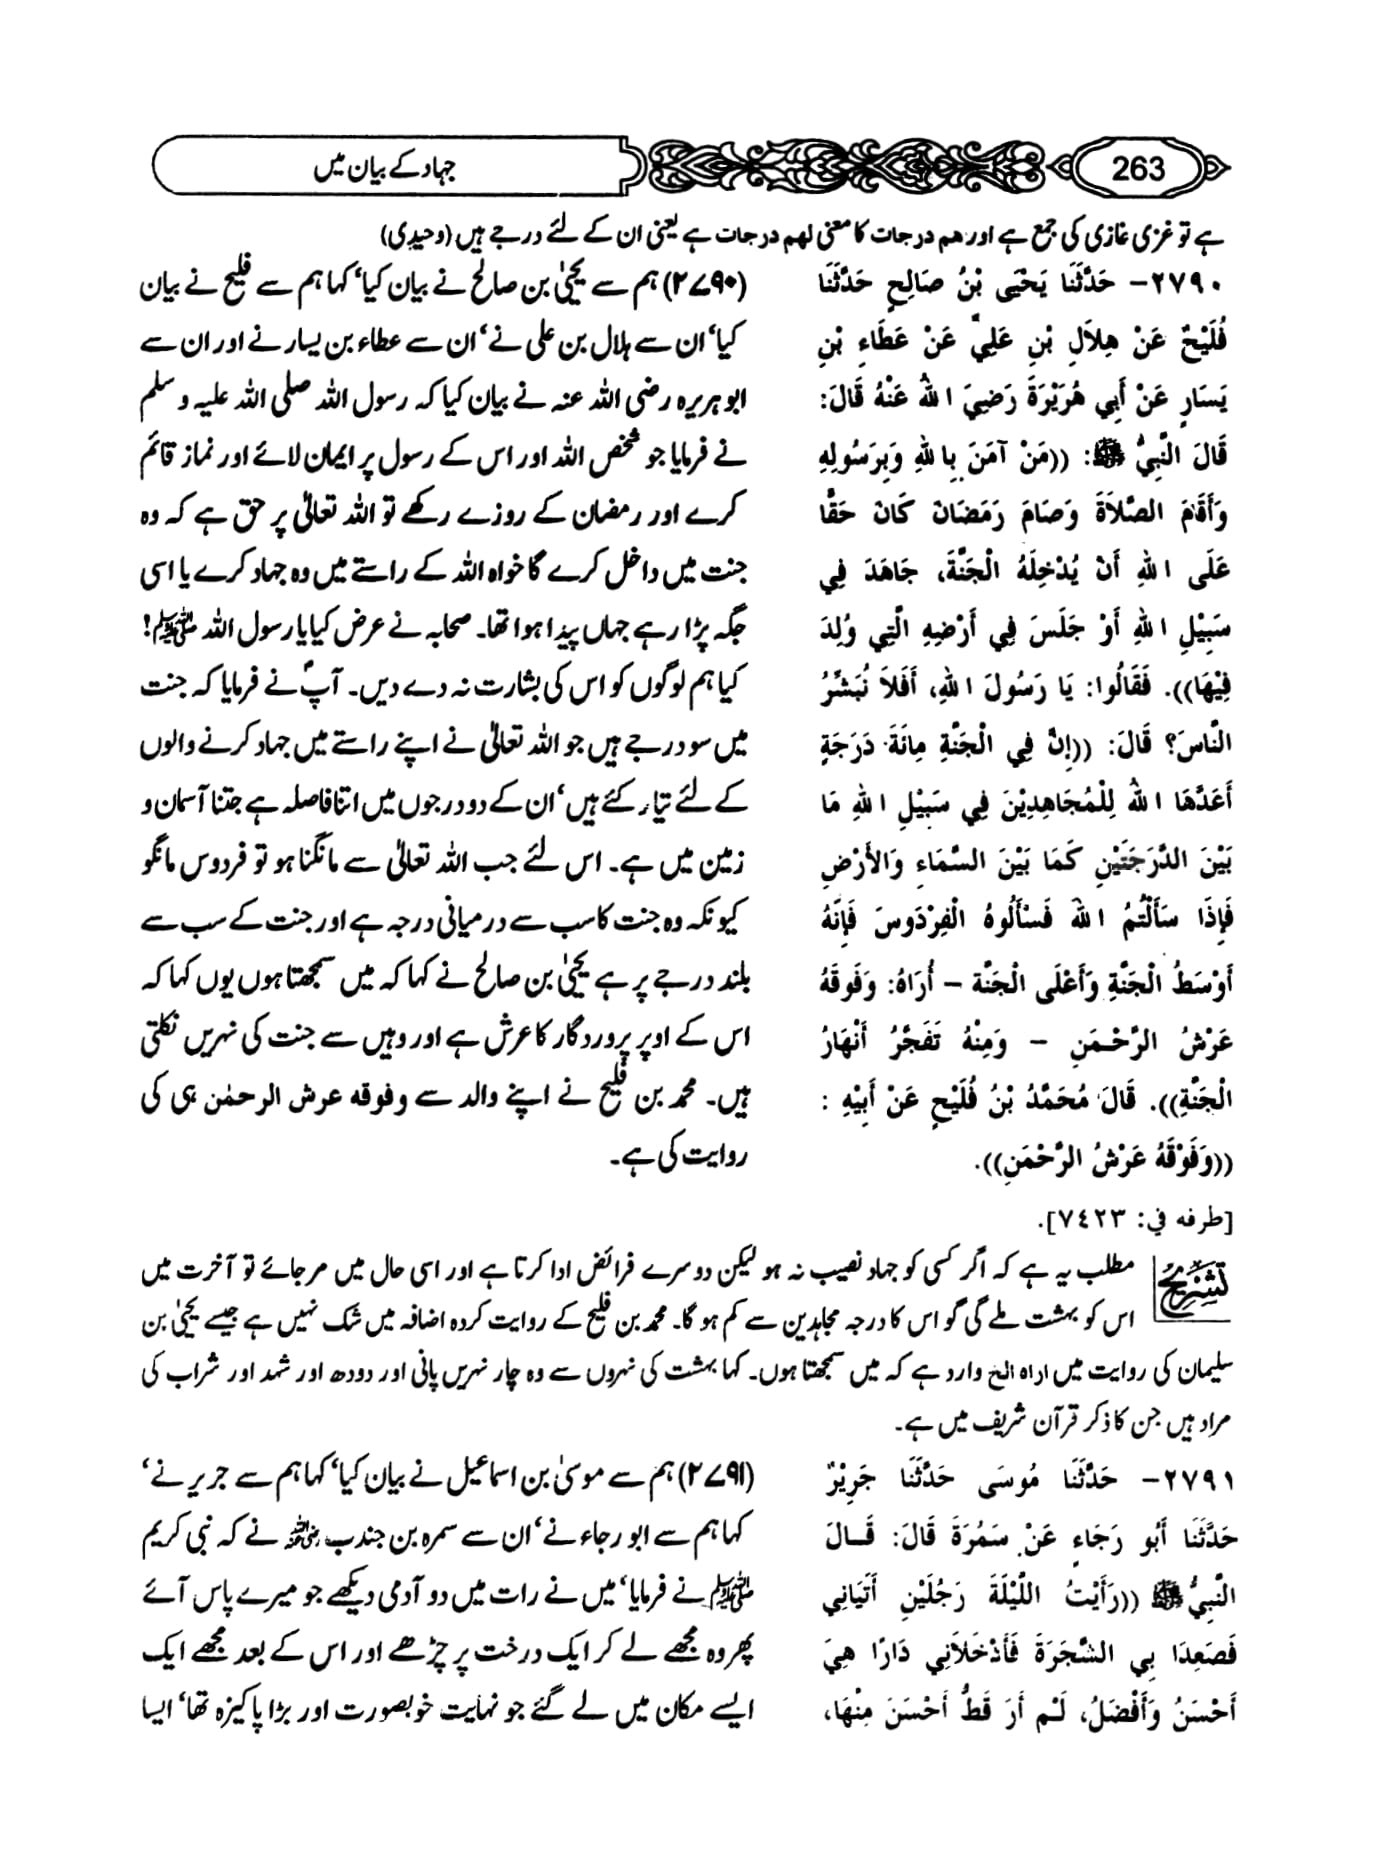 263
جہاد کے بیان میں
ہے تو غزی غازی کی جمع ہے اور هم درجات کا معنی لهم درجات ہے یعنی ان کے لئے درجے ہیں (وحیدی)
٢٧٩٠- حَدَّثَنَا يَحْيَى بْنُ صَالِحٍ حَدَّثَنَا
فُلَيْحٌ عَنْ هِلاَلِ بْنِ عَلِيٍّ عَنْ عَطَاءِ بْنِ
يَسَارٍ عَنْ أَبِي هُرَيْرَةَ رَضِيَ اللهُ عَنْهُ قَالَ:
قَالَ النَّبِيُّ ﷺ: ((مَنْ آمَنَ بِاللهِ وَبِرَسُولِهِ
وَأَقَامَ الصَّلاَةَ وَصَامَ رَمَضَانَ كَانَ حَقًّا
عَلَى اللهِ أَنْ يُدْخِلَهُ الْجَنَّةَ، جَاهَدَ فِي
سَبِيْلِ اللهِ أَوْ جَلَسَ فِي أَرْضِهِ الَّتِي وُلِدَ
فِيْهَا)). فَقَالُوا: يَا رَسُولَ اللهِ، أَفَلاَ نُبَشِّرُ
النَّاسَ؟ قَالَ: ((إِنَّ فِي الْجَنَّةِ مِائَةَ دَرَجَةٍ
أَعَدَّهَا اللهُ لِلْمُجَاهِدِيْنَ فِي سَبِيْلِ اللهِ مَا
بَيْنَ الدَّرَجَتَيْنِ كَمَا بَيْنَ السَّمَاءِ وَالأَرْضِ
فَإِذَا سَأَلْتُمُ اللهَ فَسْأَلُوهُ الْفِرْدَوسَ فَإِنَّهُ
أَوْسَطُ الْجَنَّةِ وَأَعْلَى الْجَنَّة – أُرَاهُ: وَفَوقَهُ
عَرْشُ الرَّحْمَنِ – وَمِنْهُ تَفَجَّرُ أَنْهَارُ
الْجَنَّةِ)). قَالَ مُحَمَّدُ بْنُ فُلَيْحٍ عَنْ أَبِيْهِ :
((وَفَوْقَهُ عَرْشُ الرَّحْمَنِ)).
[طرفه في: ٧٤٢٣].
(۲۷۹۰) ہم سے یحییٰ بن صالح نے بیان کیا‘ کہا ہم سے فلیح نے بیان
کیا‘ ان سے ہلال بن علی نے‘ ان سے عطاء بن یسار نے اور ان سے
ابو ہریرہ رضی اللہ عنہ نے بیان کیا کہ رسول اللہ صلی اللہ علیہ و سلم
نے فرمایا جو شخص اللہ اور اس کے رسول پر ایمان لائے اور نماز قائم
کرے اور رمضان کے روزے رکھے تو اللہ تعالیٰ پر حق ہے کہ وہ
جنت میں داخل کرے گا خواہ اللہ کے راستے میں وہ جہاد کرے یا اسی
جگہ پڑا رہے جہاں پیدا ہوا تھا۔ صحابہ نے عرض کیا یا رسول اللہ ﷺ!
کیا ہم لوگوں کو اس کی بشارت نہ دے دیں۔ آپؐ نے فرمایا کہ جنت
میں سو درجے ہیں جو اللہ تعالیٰ نے اپنے راستے میں جہاد کرنے والوں
کے لئے تیار کئے ہیں‘ ان کے دو درجوں میں اتنا فاصلہ ہے جتنا آسمان و
زمین میں ہے۔ اس لئے جب اللہ تعالیٰ سے مانگنا ہو تو فردوس مانگو
کیونکہ وہ جنت کا سب سے درمیانی درجہ ہے اور جنت کے سب سے
بلند درجے پر ہے یحییٰ بن صالح نے کہا کہ میں سمجھتا ہوں یوں کہا کہ
اس کے اوپر پروردگار کا عرش ہے اور وہیں سے جنت کی نہریں نکلتی
ہیں۔ محمد بن فلیح نے اپنے والد سے وفوقه عرش الرحمٰن ہی کی
روایت کی ہے۔
تشریح
مطلب یہ ہے کہ اگر کسی کو جہاد نصیب نہ ہو لیکن دوسرے فرائض ادا کرتا ہے اور اسی حال میں مر جائے تو آخرت میں
اس کو بہشت ملے گی گو اس کا درجہ مجاہدین سے کم ہو گا۔ محمد بن فلیح کے روایت کردہ اضافہ میں شک نہیں ہے جیسے یحییٰ بن
سلیمان کی روایت میں اراه الخ وارد ہے کہ میں سمجھتا ہوں۔ کہا بہشت کی نہروں سے وہ چار نہریں پانی اور دودھ اور شہد اور شراب کی
مراد ہیں جن کا ذکر قرآن شریف میں ہے۔
٢٧٩١- حَدَّثَنَا مُوسَى حَدَّثَنَا جَرِيْرٌ
حَدَّثَنَا أَبُو رَجَاءٍ عَنْ سَمُرَةَ قَالَ: قَالَ
النَّبِيُّ ﷺ ((رَأَيْتُ اللَّيْلَةَ رَجُلَيْنِ أَتَيَانِي
فَصَعِدَا بِي الشَّجَرَةَ فَأَدْخَلاَنِي دَارًا هِيَ
أَحْسَنُ وَأَفْضَلُ، لَمْ أَرَ قَطُّ أَحْسَنَ مِنْهَا،
(۲۷۹۱) ہم سے موسیٰ بن اسماعیل نے بیان کیا‘ کہا ہم سے جریر نے‘
کہا ہم سے ابو رجاء نے‘ ان سے سمرہ بن جندب رضی اللہ عنہ نے کہ نبی کریم
ﷺ نے فرمایا‘ میں نے رات میں دو آدمی دیکھے جو میرے پاس آئے
پھر وہ مجھے لے کر ایک درخت پر چڑھے اور اس کے بعد مجھے ایک
ایسے مکان میں لے گئے جو نہایت خوبصورت اور بڑا پاکیزہ تھا‘ ایسا